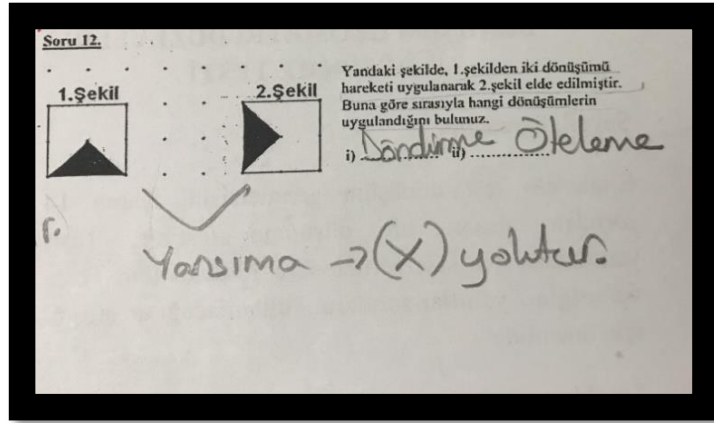 Soru 12.
1.Şekil
2.Şekil
Yandaki şekilde, 1.şekilden iki dönüşümü
hareketi uygulanarak 2.şekil elde edilmiştir.
Buna göre sırasıyla hangi dönüşümlerin
uygulandığını bulunuz.
i) Döndürme ii) Öteleme
r.
Yansıma →(X) yoktur.